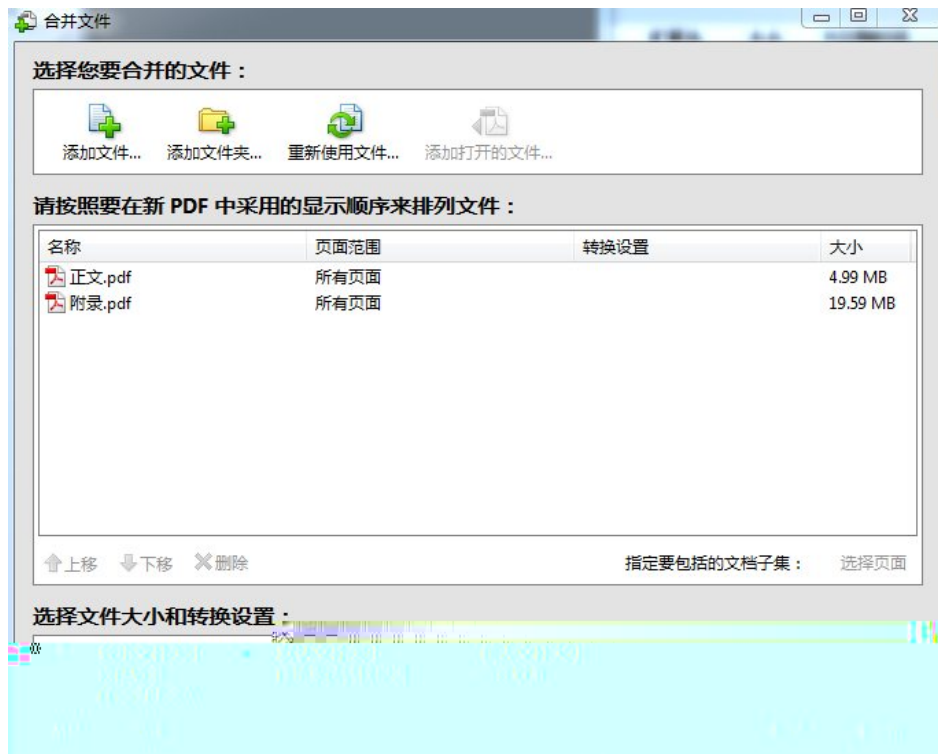 合并文件
选择您要合并的文件：
添加文件... 添加文件夹... 重新使用文件... 添加打开的文件...
请按照要在新 PDF 中采用的显示顺序来排列文件：
名称 页面范围 转换设置 大小
正文.pdf 所有页面 4.99 MB
附录.pdf 所有页面 19.59 MB
上移 下移 删除 指定要包括的文档子集： 选择页面
选择文件大小和转换设置：